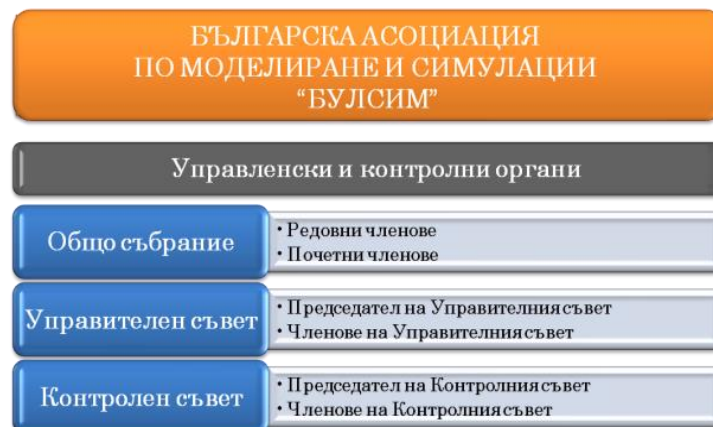 БЪЛГАРСКА АСОЦИАЦИЯ
ПО МОДЕЛИРАНЕ И СИМУЛАЦИИ
“БУЛСИМ”
Управленски и контролни органи
Общо събрание
• Редовни членове
• Почетни членове
Управителен съвет
• Председател на Управителния съвет
• Членове на Управителния съвет
Контролен съвет
• Председател на Контролния съвет
• Членове на Контролния съвет